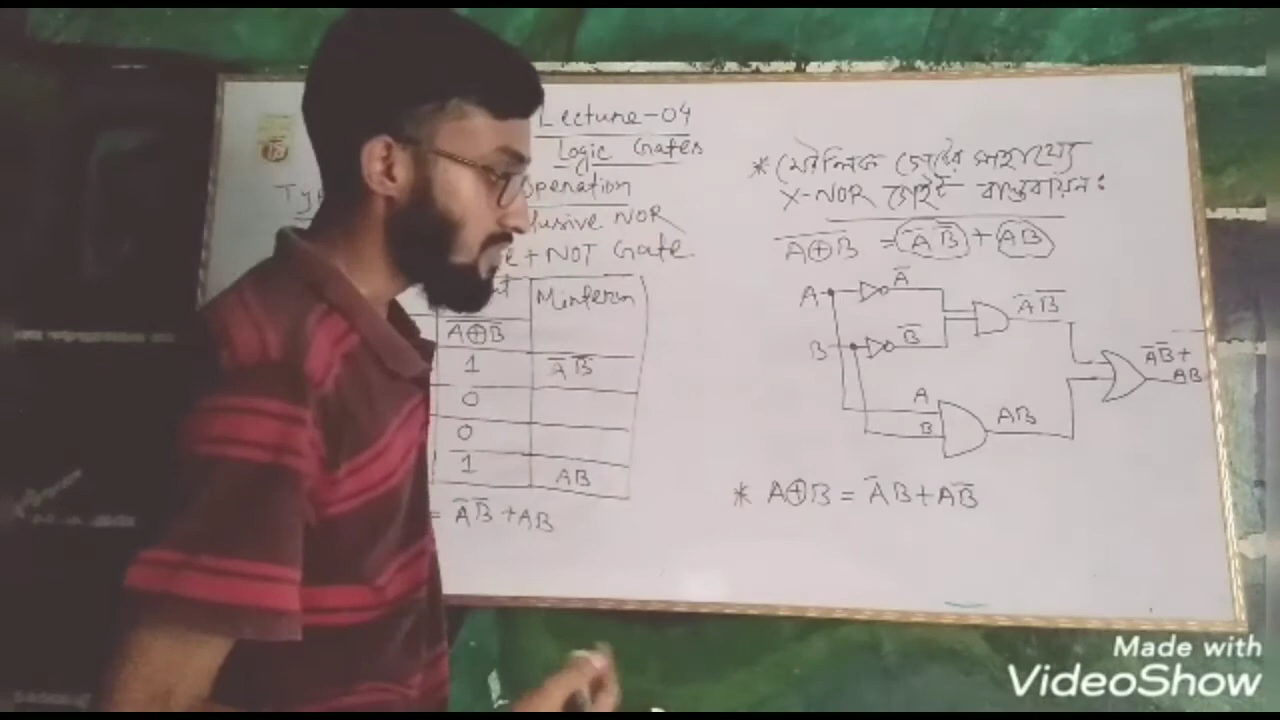 Lecture-04
Logic Gates
Operation
lusive NOR
e + NOT Gate
Minterm
A̅⊕̅B̅
1 A̅ B̅
0
0
1 AB
= A̅ B̅ + AB
* মৌলিক গেটের সাহায্যে
X-NOR গেইট বাস্তবায়ন:
A̅⊕̅B̅ = A̅ B̅ + AB
A A̅
A̅ B̅
B B̅
A̅ B̅ +
AB
A
B
AB
* A⊕B = A̅B + AB̅
Made with
VideoShow